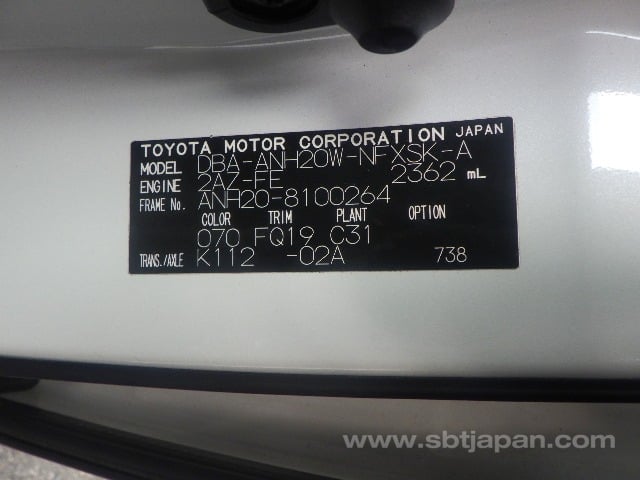 TOYOTA MOTOR CORPORATION JAPAN
MODEL DBA-ANH20W-NFXSK-A
ENGINE 2AZ-FE 2362 mL
FRAME No. ANH20-8100264
COLOR TRIM PLANT OPTION
070 FQ19 C31
TRANS./AXLE K112 -02A 738
www.sbtjapan.com